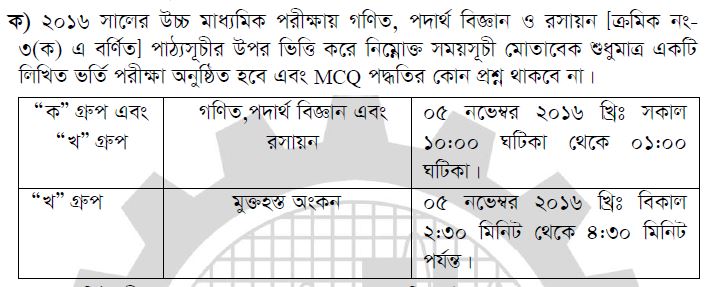 ক) ২০১৬ সালের উচ্চ মাধ্যমিক পরীক্ষায় গণিত, পদার্থ বিজ্ঞান ও রসায়ন [ক্রমিক নং-
৩(ক) এ বর্ণিত] পাঠ্যসূচীর উপর ভিত্তি করে নিম্নোক্ত সময়সূচী মোতাবেক শুধুমাত্র একটি
লিখিত ভর্তি পরীক্ষা অনুষ্ঠিত হবে এবং MCQ পদ্ধতির কোন প্রশ্ন থাকবে না।
“ক” গ্রুপ এবং
“খ” গ্রুপ
গণিত,পদার্থ বিজ্ঞান এবং
রসায়ন
০৫ নভেম্বর ২০১৬ খ্রিঃ সকাল
১০:০০ ঘটিকা থেকে ০১:০০
ঘটিকা।
“খ” গ্রুপ
মুক্তহস্ত অংকন
০৫ নভেম্বর ২০১৬ খ্রিঃ বিকাল
২:৩০ মিনিট থেকে ৪:৩০ মিনিট
পর্যন্ত।